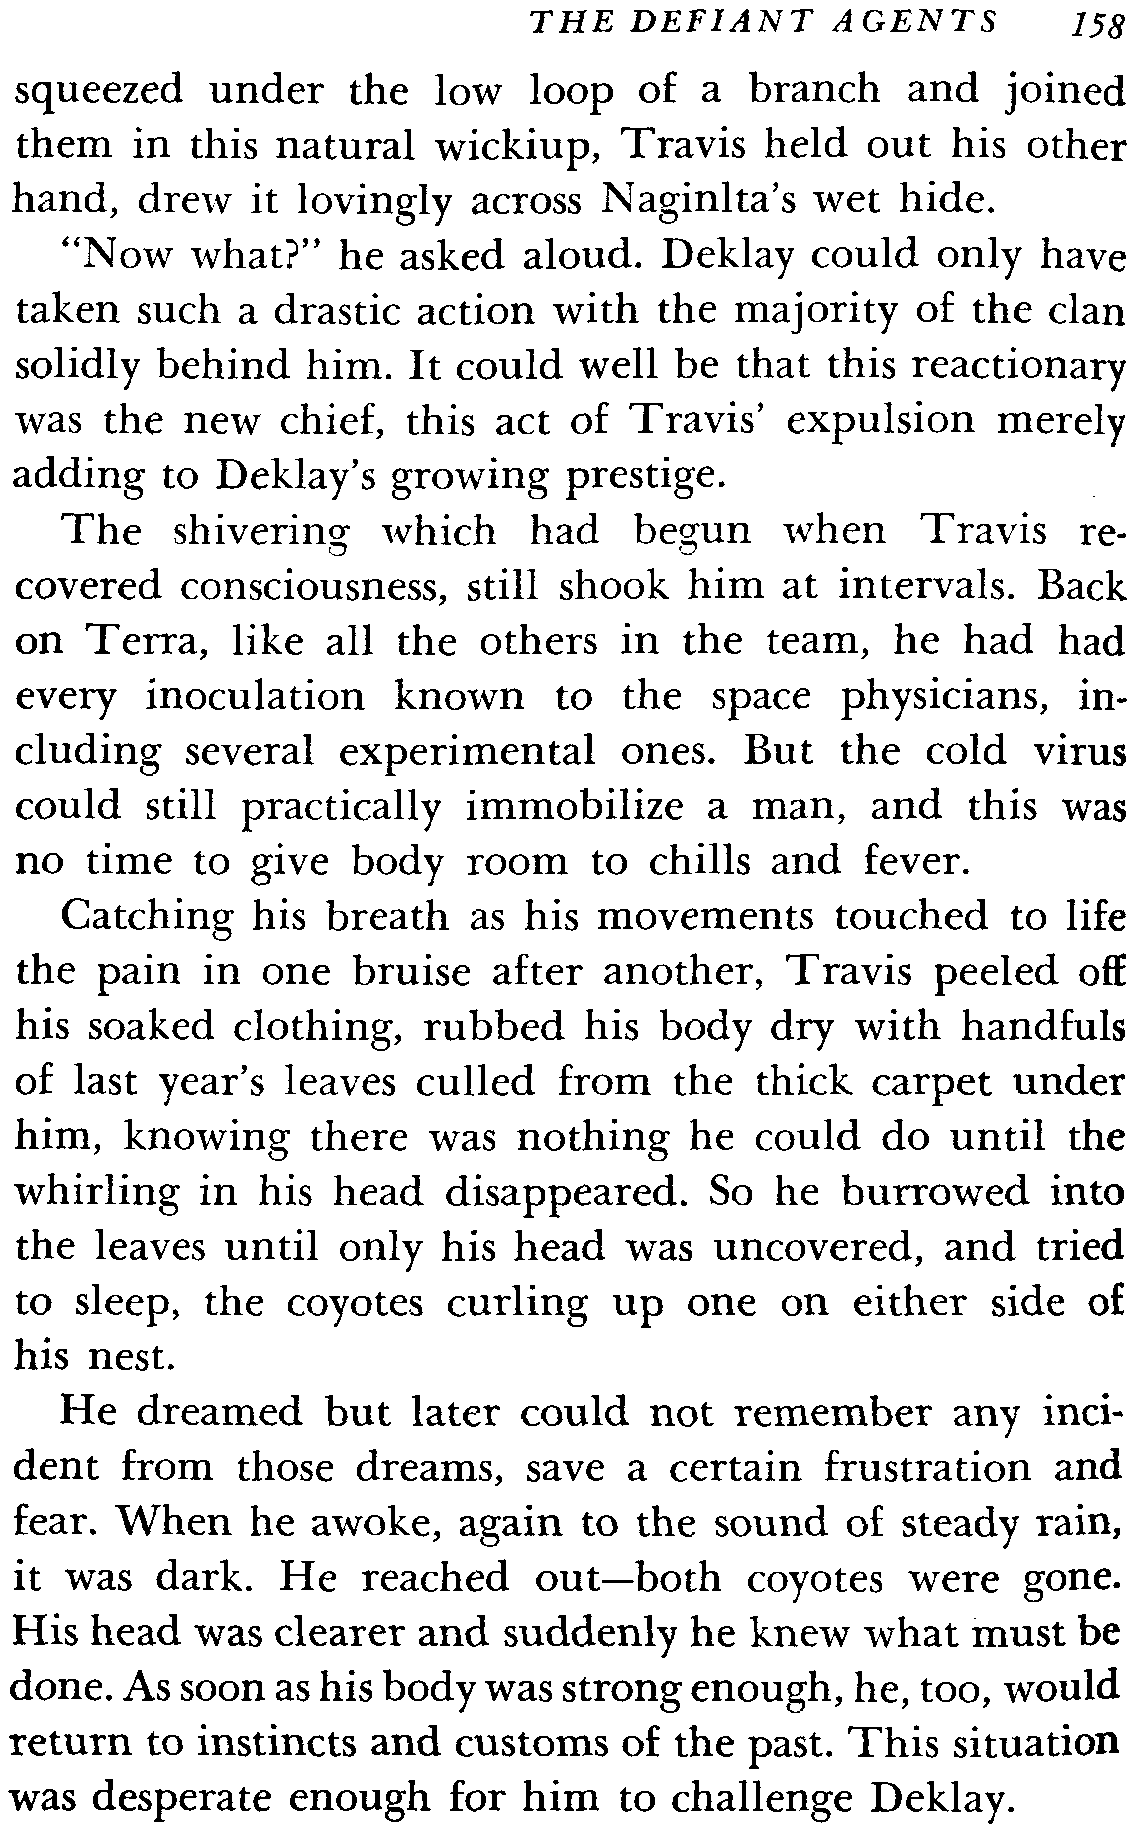 THE DEFIANT AGENTS 158
squeezed under the low loop of a branch and joined
them in this natural wickiup, Travis held out his other
hand, drew it lovingly across Naginlta's wet hide.
"Now what?" he asked aloud. Deklay could only have
taken such a drastic action with the majority of the clan
solidly behind him. It could well be that this reactionary
was the new chief, this act of Travis' expulsion merely
adding to Deklay's growing prestige.
The shivering which had begun when Travis re-
covered consciousness, still shook him at intervals. Back
on Terra, like all the others in the team, he had had
every inoculation known to the space physicians, in-
cluding several experimental ones. But the cold virus
could still practically immobilize a man, and this was
no time to give body room to chills and fever.
Catching his breath as his movements touched to life
the pain in one bruise after another, Travis peeled off
his soaked clothing, rubbed his body dry with handfuls
of last year's leaves culled from the thick carpet under
him, knowing there was nothing he could do until the
whirling in his head disappeared. So he burrowed into
the leaves until only his head was uncovered, and tried
to sleep, the coyotes curling up one on either side of
his nest.
He dreamed but later could not remember any inci-
dent from those dreams, save a certain frustration and
fear. When he awoke, again to the sound of steady rain,
it was dark. He reached out—both coyotes were gone.
His head was clearer and suddenly he knew what must be
done. As soon as his body was strong enough, he, too, would
return to instincts and customs of the past. This situation
was desperate enough for him to challenge Deklay.